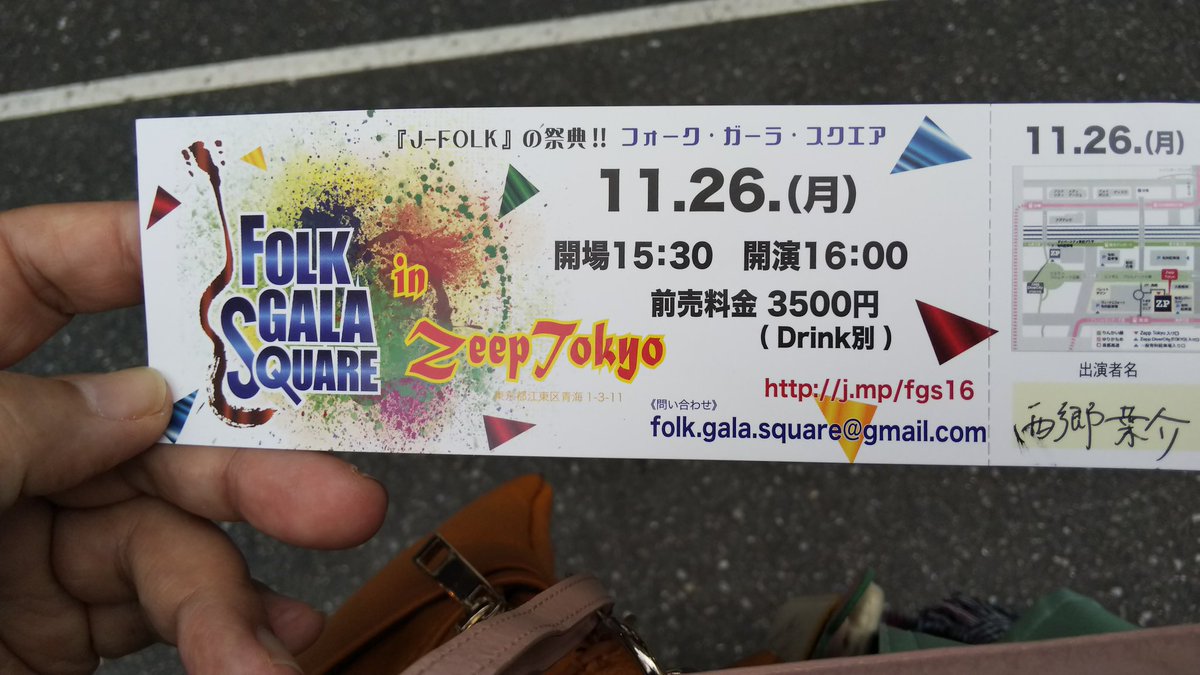 『J-FOLK』の祭典!! フォーク・ガーラ・スクエア
11.26.(月)
開場15:30 開演16:00
前売料金 3500円
( Drink別 )
FOLK
GALA
SQUARE
in
Zeep Tokyo
東京都江東区青海 1-3-11
http://j.mp/fgs16
《問い合わせ》
folk.gala.square@gmail.com
11.26.(月)
ZP
出演者名
西郷葉介